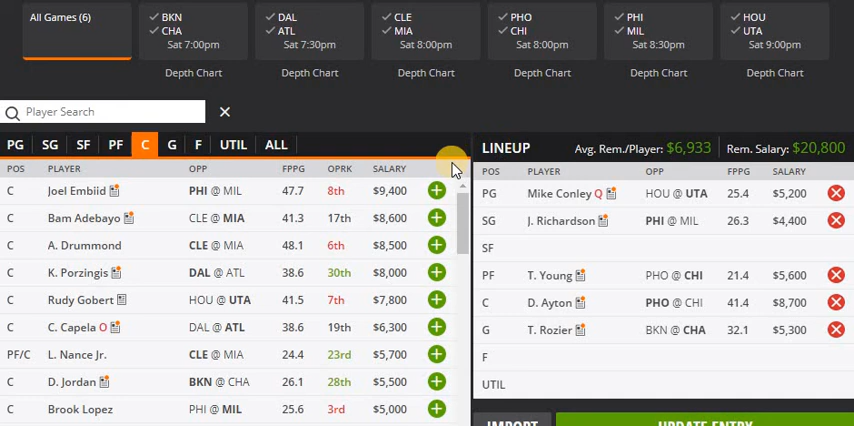 All Games (6)
BKN
CHA
Sat 7:00pm
DAL
ATL
Sat 7:30pm
CLE
MIA
Sat 8:00pm
PHO
CHI
Sat 8:00pm
PHI
MIL
Sat 8:30pm
HOU
UTA
Sat 9:00pm
Depth Chart Depth Chart Depth Chart Depth Chart Depth Chart Depth Chart
Player Search
PG SG SF PF C G F UTIL ALL
POS PLAYER OPP FPPG OPRK SALARY
C Joel Embiid PHI @ MIL 47.7 8th $9,400
C Bam Adebayo CLE @ MIA 41.3 17th $8,600
C A. Drummond CLE @ MIA 48.1 6th $8,500
C K. Porzingis DAL @ ATL 38.6 30th $8,000
C Rudy Gobert HOU @ UTA 41.5 7th $7,800
C C. Capela O DAL @ ATL 38.6 19th $6,300
PF/C L. Nance Jr. CLE @ MIA 24.4 23rd $5,700
C D. Jordan BKN @ CHA 26.1 28th $5,500
C Brook Lopez PHI @ MIL 25.6 3rd $5,000
LINEUP Avg. Rem./Player: $6,933 Rem. Salary: $20,800
POS PLAYER OPP FPPG SALARY
PG Mike Conley Q HOU @ UTA 25.4 $5,200
SG J. Richardson PHI @ MIL 26.3 $4,400
SF
PF T. Young PHO @ CHI 21.4 $5,600
C D. Ayton PHO @ CHI 41.4 $8,700
G T. Rozier BKN @ CHA 32.1 $5,300
F
UTIL
IMPORT UPDATE ENTRY